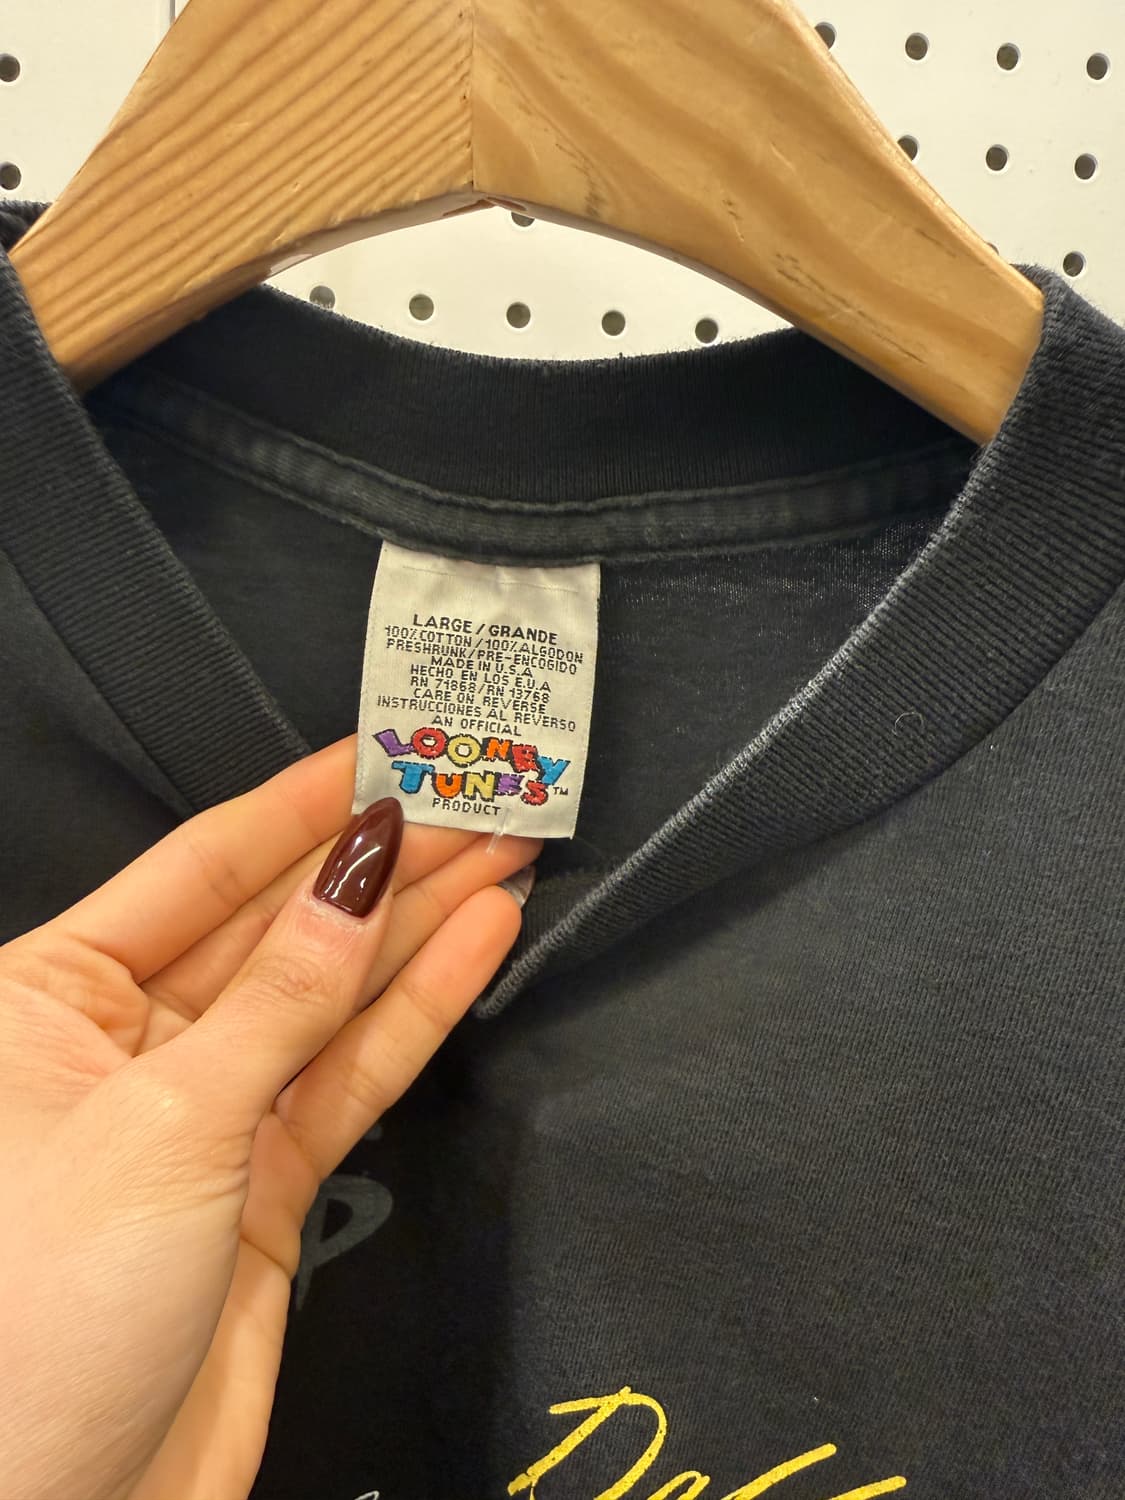 LARGE / GRANDE
100% COTTON / 100% ALGODON
PRESHRUNK / PRE-ENCOGIDO
MADE IN U.S.A
HECHO EN LOS E.U.A
RN 71868 / RN 13768
CARE ON REVERSE
INSTRUCCIONES AL REVERSO
AN OFFICIAL
LOONEY
TUNES™
PRODUCT